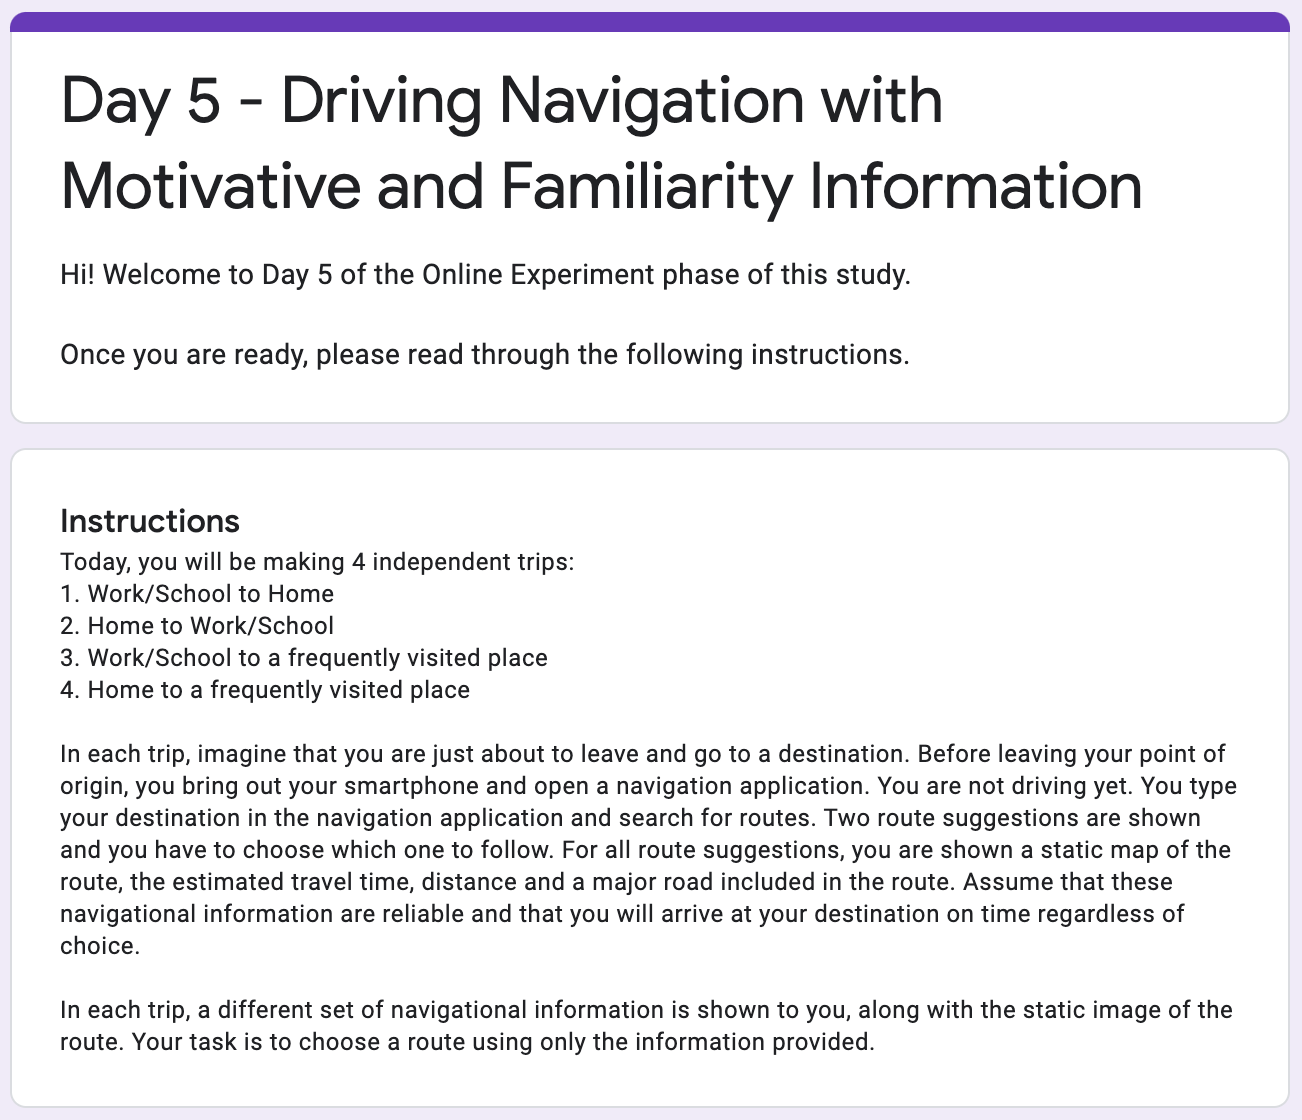 Day 5 - Driving Navigation with
Motivative and Familiarity Information
Hi! Welcome to Day 5 of the Online Experiment phase of this study.
Once you are ready, please read through the following instructions.
Instructions
Today, you will be making 4 independent trips:
1. Work/School to Home
2. Home to Work/School
3. Work/School to a frequently visited place
4. Home to a frequently visited place
In each trip, imagine that you are just about to leave and go to a destination. Before leaving your point of
origin, you bring out your smartphone and open a navigation application. You are not driving yet. You type
your destination in the navigation application and search for routes. Two route suggestions are shown
and you have to choose which one to follow. For all route suggestions, you are shown a static map of the
route, the estimated travel time, distance and a major road included in the route. Assume that these
navigational information are reliable and that you will arrive at your destination on time regardless of
choice.
In each trip, a different set of navigational information is shown to you, along with the static image of the
route. Your task is to choose a route using only the information provided.